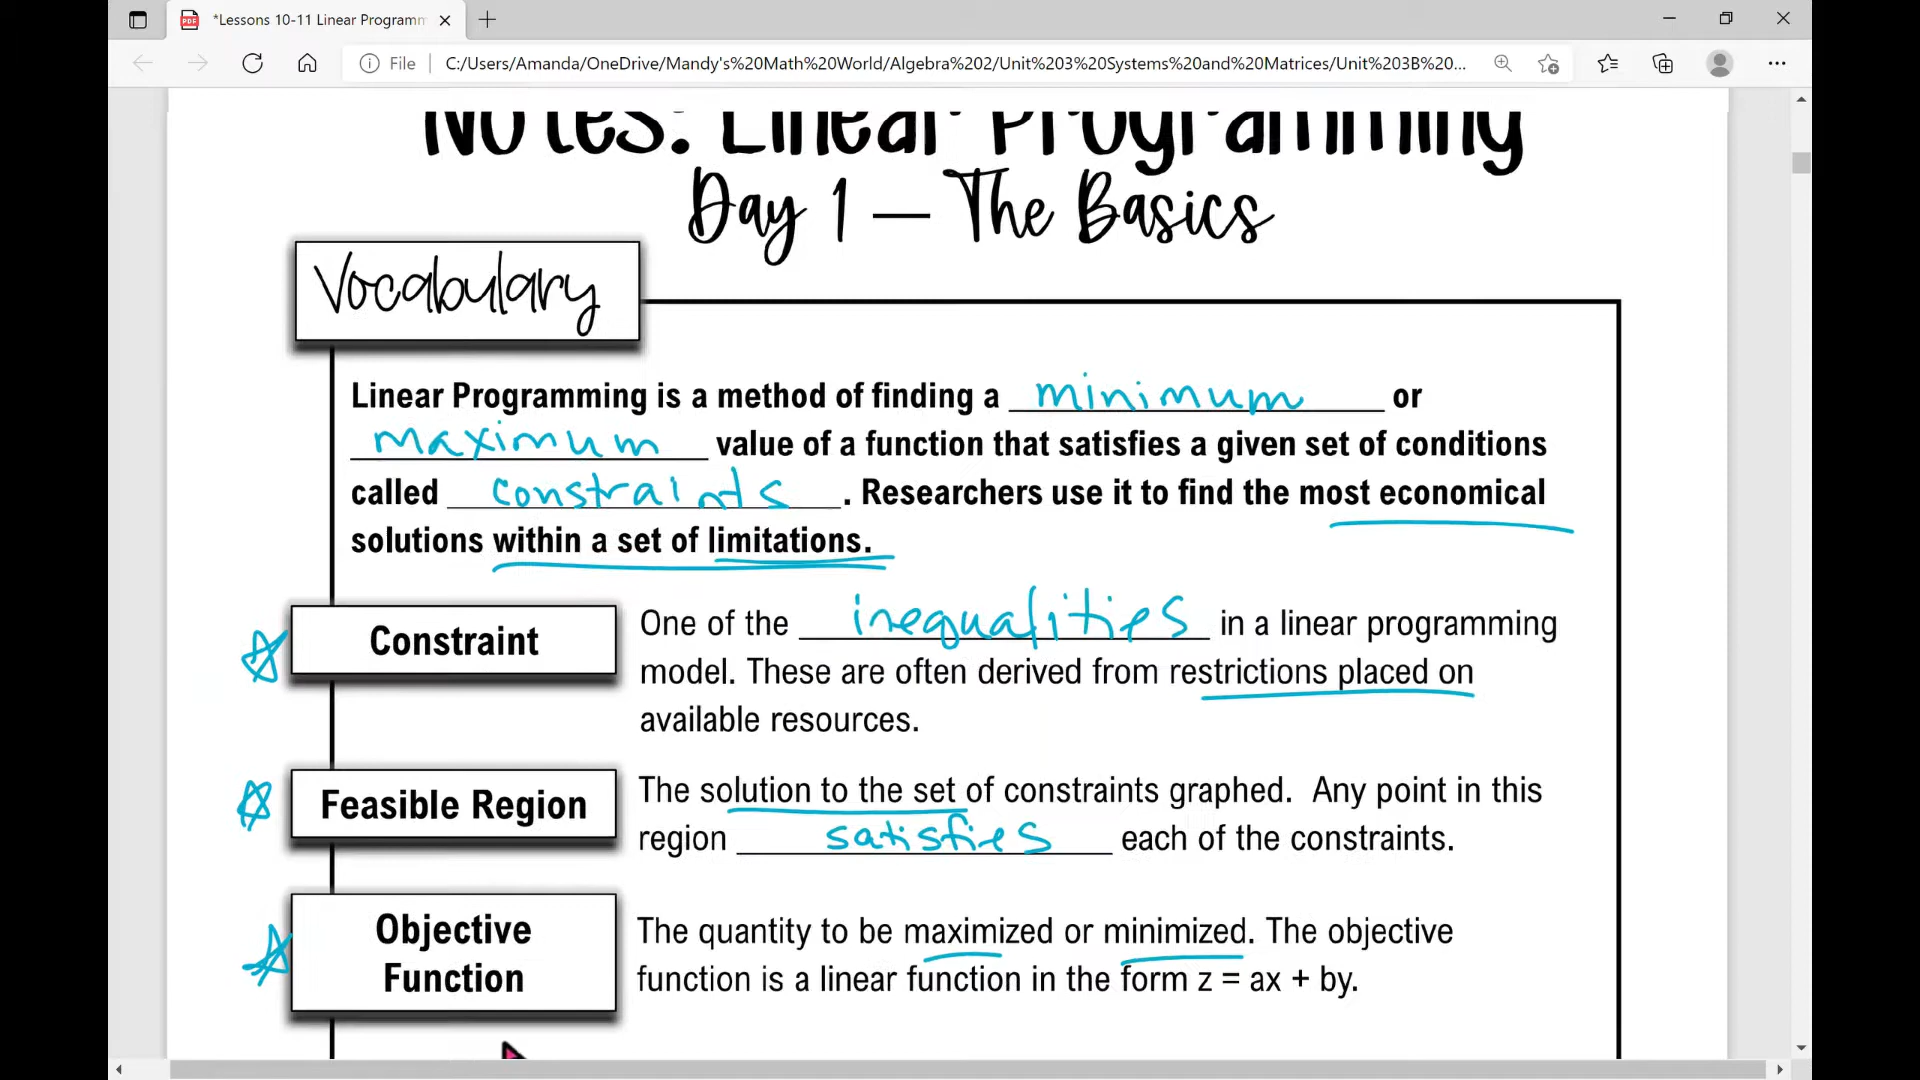 *Lessons 10-11 Linear Programm
File C:/Users/Amanda/OneDrive/Mandy's%20Math%20World/Algebra%202/Unit%203%20Systems%20and%20Matrices/Unit%203B%20...
Notes: Linear Programming
Day 1 — The Basics
Vocabulary
Linear Programming is a method of finding a minimum or
maximum value of a function that satisfies a given set of conditions
called constraints. Researchers use it to find the most economical
solutions within a set of limitations.
Constraint
One of the inequalities in a linear programming
model. These are often derived from restrictions placed on
available resources.
Feasible Region
The solution to the set of constraints graphed. Any point in this
region satisfies each of the constraints.
Objective
Function
The quantity to be maximized or minimized. The objective
function is a linear function in the form z = ax + by.